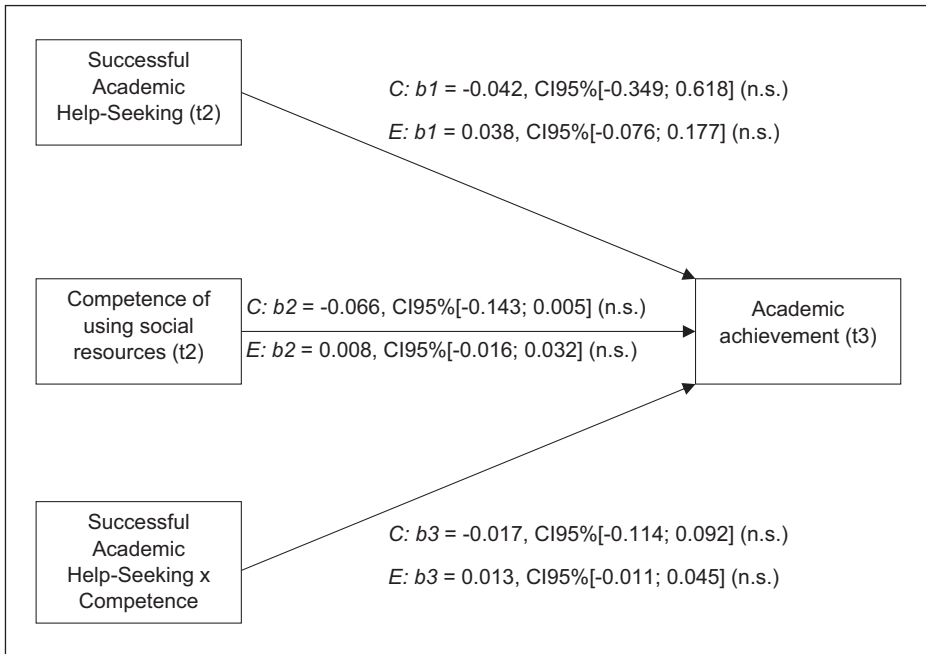 Successful
Academic
Help-Seeking (t2)
C: b1 = -0.042, CI95%[-0.349; 0.618] (n.s.)
E: b1 = 0.038, CI95%[-0.076; 0.177] (n.s.)
Competence of
using social
resources (t2)
C: b2 = -0.066, CI95%[-0.143; 0.005] (n.s.)
E: b2 = 0.008, CI95%[-0.016; 0.032] (n.s.)
Academic
achievement (t3)
Successful
Academic
Help-Seeking x
Competence
C: b3 = -0.017, CI95%[-0.114; 0.092] (n.s.)
E: b3 = 0.013, CI95%[-0.011; 0.045] (n.s.)